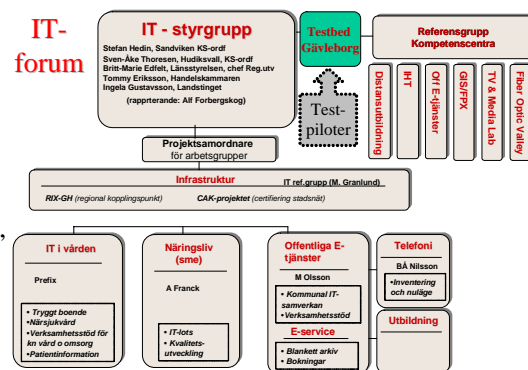 IT-
forum
IT - styrgrupp
Stefan Hedin, Sandviken KS-ordf
Sven-Åke Thoresen, Hudiksvall, KS-ordf
Britt-Marie Edfelt, Länsstyrelsen, chef Reg.utv
Tommy Eriksson, Handelskammaren
Ingela Gustavsson, Landstinget
(rapprterande: Alf Forbergskog)
Testbed
Gävleborg
Test-
piloter
Referensgrupp
Kompetenscentra
Distansutbildning
IHT
Off E-tjänster
GIS/FPX
TV & Media Lab
Fiber Optic Valley
Projektsamordnare
för arbetsgrupper
Infrastruktur
IT ref.grupp (M. Granlund)
RIX-GH (regional kopplingspunkt)
CAK-projektet (certifiering stadsnät)
,
IT i vården
Prefix
• Tryggt boende
•Närsjukvård
•Verksamhetsstöd för
kn vård o omsorg
•Patientinformation
Näringsliv
(sme)
A Franck
•IT-lots
• Kvalitets-
utveckling
Offentliga E-
tjänster
M Olsson
• Kommunal IT-
samverkan
•Verksamhetsstöd
E-service
• Blankett arkiv
• Bokningar
Telefoni
BÅ Nilsson
•Inventering
och nuläge
Utbildning